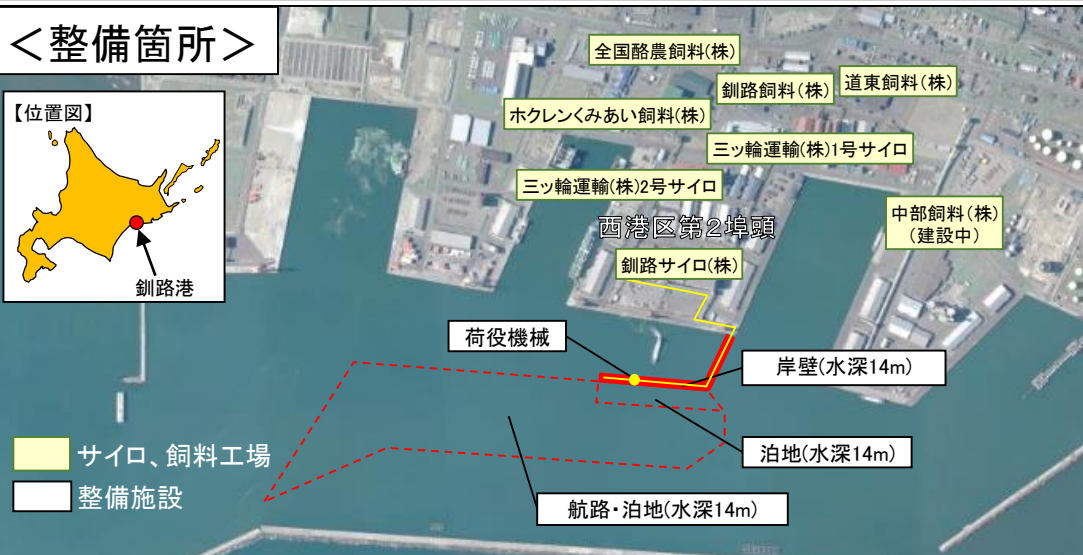 ＜整備箇所＞
【位置図】
釧路港
全国酪農飼料(株)
釧路飼料(株)
道東飼料(株)
ホクレンくみあい飼料(株)
三ッ輪運輸(株)1号サイロ
三ッ輪運輸(株)2号サイロ
中部飼料(株)
(建設中)
西港区第2埠頭
釧路サイロ(株)
荷役機械
岸壁(水深14m)
泊地(水深14m)
航路・泊地(水深14m)
サイロ、飼料工場
整備施設